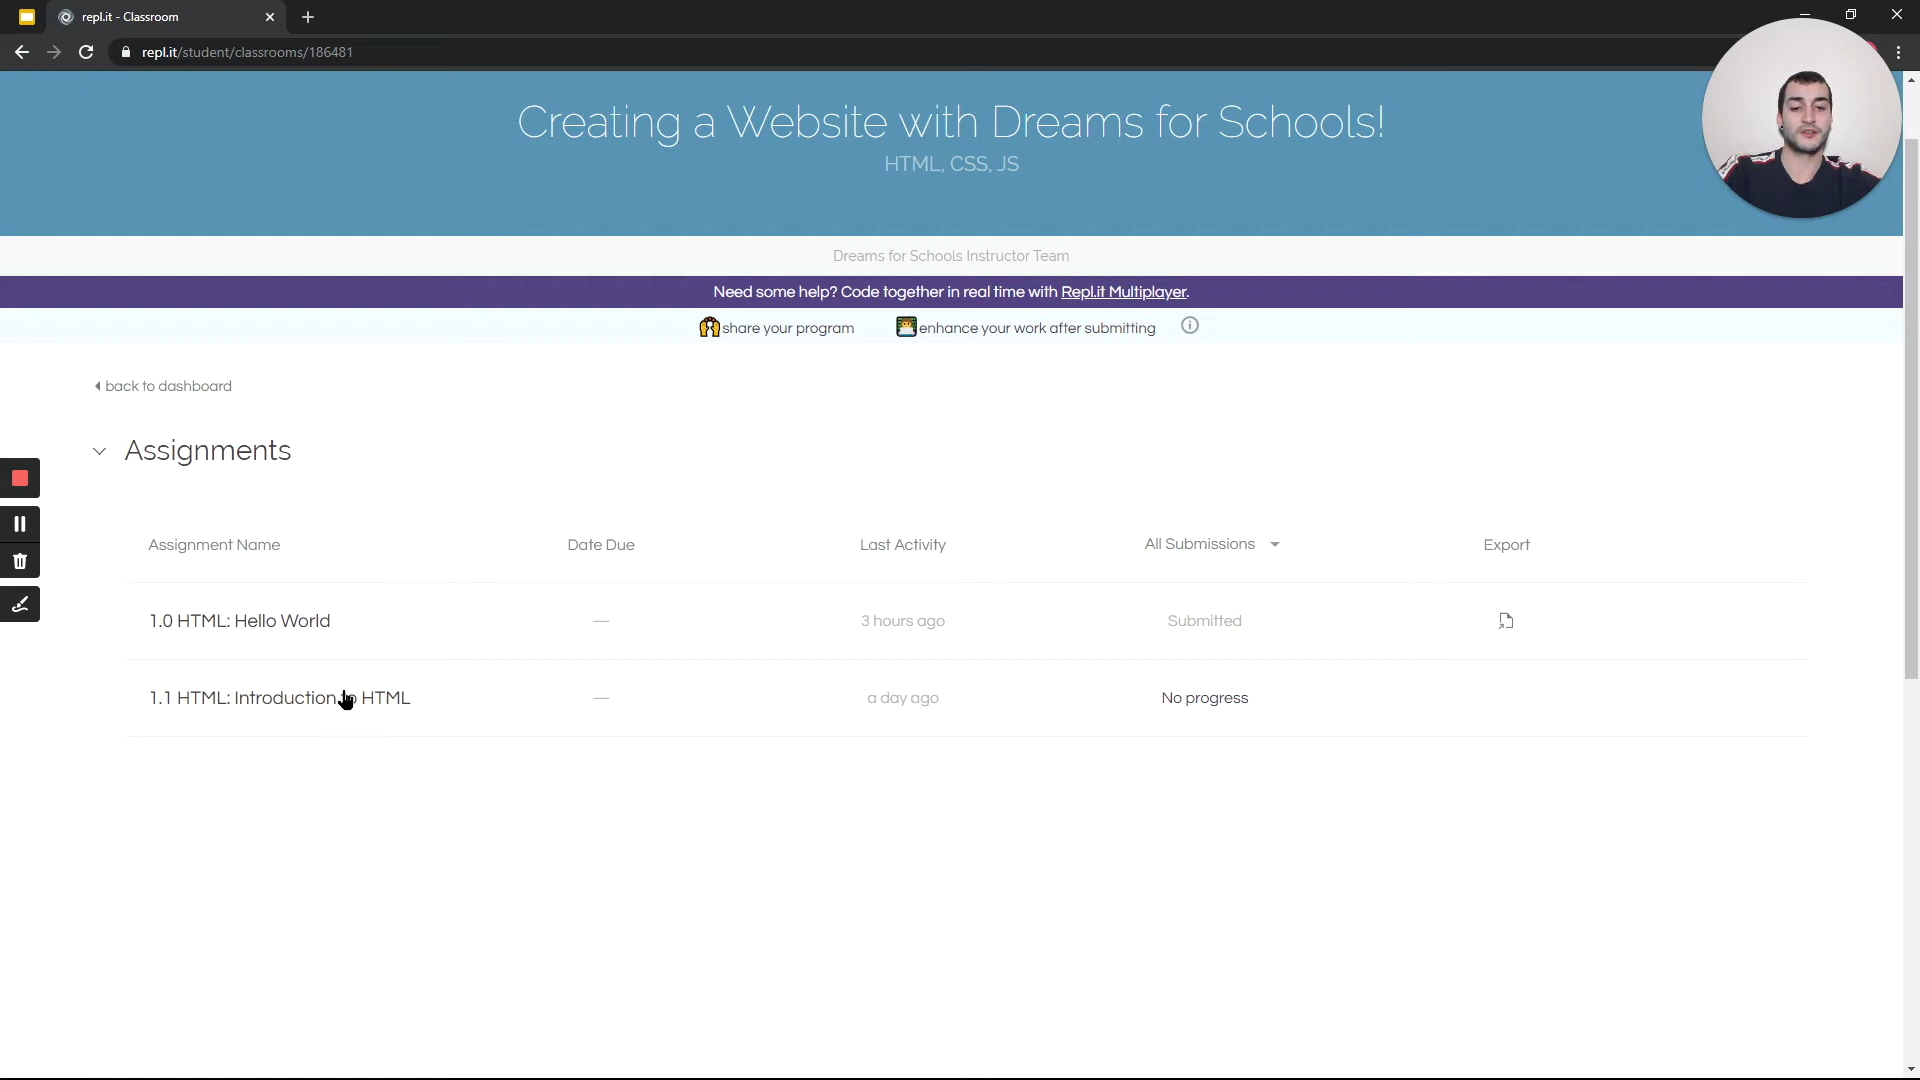 repl.it - Classroom
repl.it/student/classrooms/186481
Creating a Website with Dreams for Schools!
HTML, CSS, JS
Dreams for Schools Instructor Team
Need some help? Code together in real time with Repl.it Multiplayer.
share your program enhance your work after submitting
back to dashboard
Assignments
Assignment Name Date Due Last Activity All Submissions Export
1.0 HTML: Hello World — 3 hours ago Submitted
1.1 HTML: Introduction to HTML — a day ago No progress